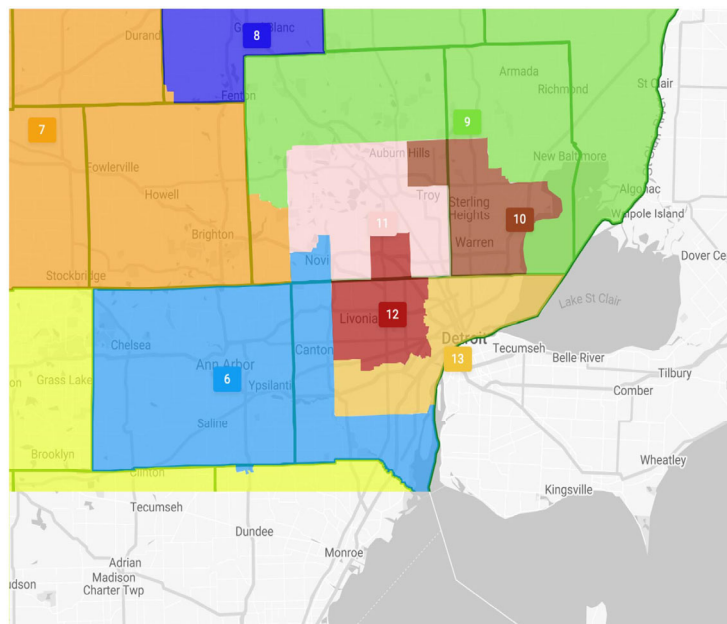 Durand
8
Blanc
Fenton
Armada
Richmond
St Clair
7
9
Fowlerville
Auburn Hills
New Baltimore
Howell
Troy
Sterling
Heights
Algonac
Walpole Island
Brighton
11
10
Warren
Novi
Dover Ce
Stockbridge
Lake St Clair
12
Livonia
Chelsea
Canton
Detroit
Tecumseh
13
Belle River
Tilbury
Ann Arbor
6
Ypsilanti
Grass Lake
Comber
Saline
Brooklyn
Wheatley
Clinton
Kingsville
Tecumseh
Dundee
Monroe
Adrian
Madison
Charter Twp
udson